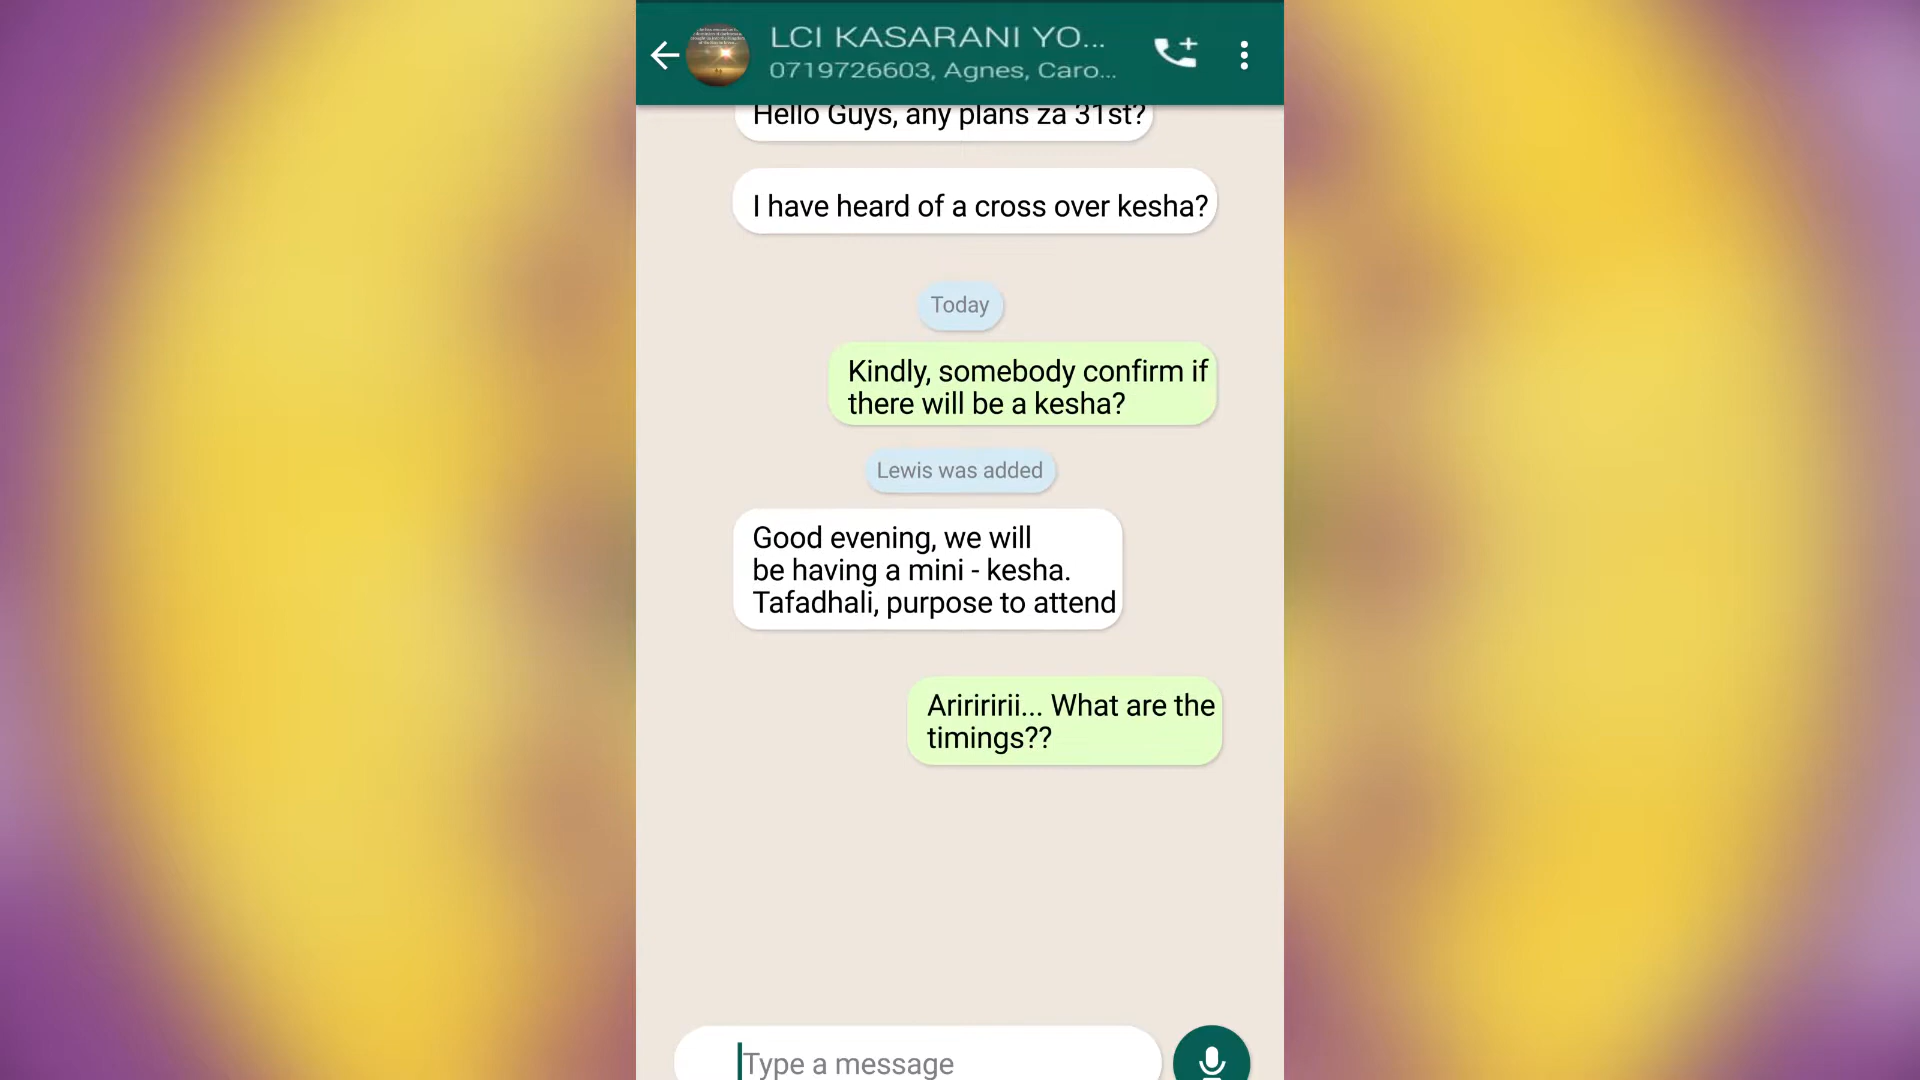 LCI KASARANI YO...
0719726603, Agnes, Caro...
Hello Guys, any plans za 31st?
I have heard of a cross over kesha?
Today
Kindly, somebody confirm if
there will be a kesha?
Lewis was added
Good evening, we will
be having a mini - kesha.
Tafadhali, purpose to attend
Aririririi... What are the
timings??
Type a message